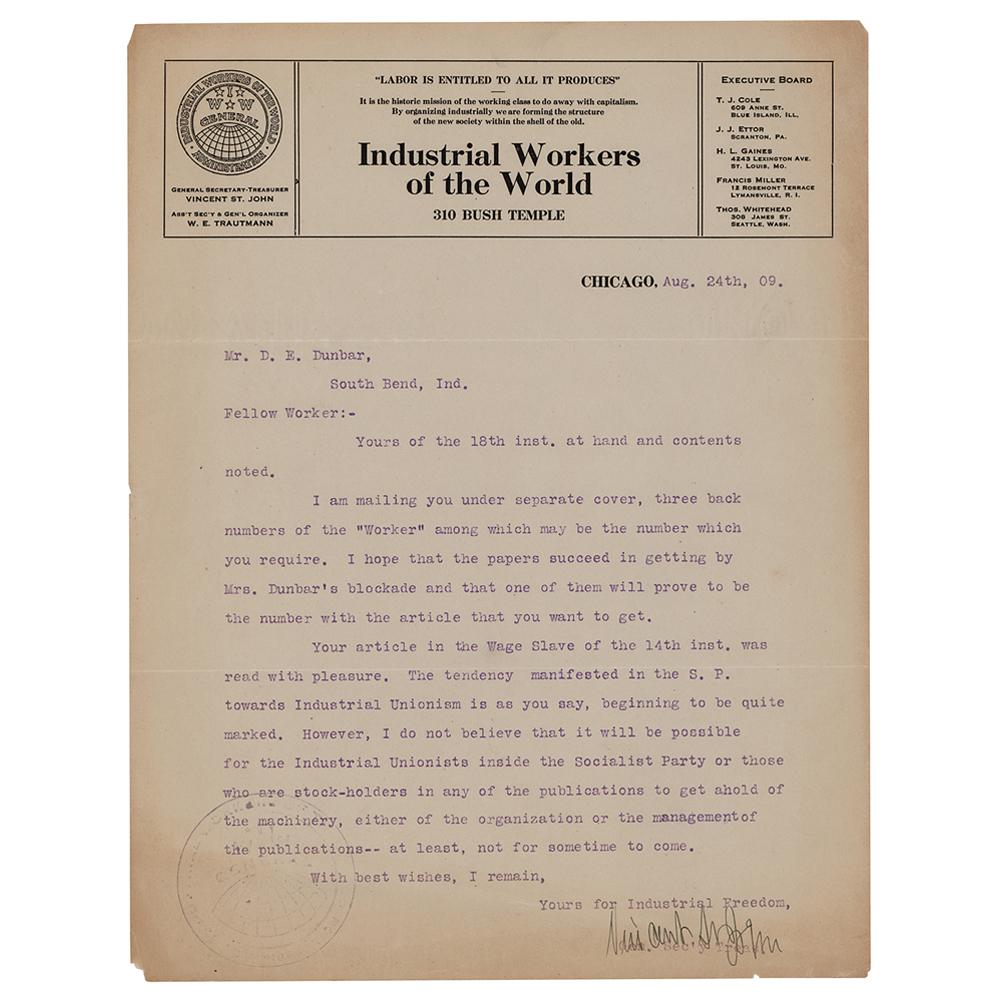 INDUSTRIAL WORKERS OF THE WORLD
I
W W
GENERAL
ADMINISTRATION
GENERAL SECRETARY-TREASURER
VINCENT ST. JOHN
ASS'T SEC'Y & GEN'L ORGANIZER
W. E. TRAUTMANN
"LABOR IS ENTITLED TO ALL IT PRODUCES"
It is the historic mission of the working class to do away with capitalism.
By organizing industrially we are forming the structure
of the new society within the shell of the old.
Industrial Workers
of the World
310 BUSH TEMPLE
EXECUTIVE BOARD
T. J. COLE
609 ANNE ST.
BLUE ISLAND, ILL.
J. J. ETTOR
SCRANTON, PA.
H. L. GAINES
4243 LEXINGTON AVE.
ST. LOUIS, MO.
FRANCIS MILLER
12 ROSEMONT TERRACE
LYMANSVILLE, R. I.
THOS. WHITEHEAD
308 JAMES ST.
SEATTLE, WASH.
CHICAGO, Aug. 24th, 09.
Mr. D. E. Dunbar,
South Bend, Ind.
Fellow Worker:-
Yours of the 18th inst. at hand and contents
noted.
I am mailing you under separate cover, three back
numbers of the "Worker" among which may be the number which
you require. I hope that the papers succeed in getting by
Mrs. Dunbar's blockade and that one of them will prove to be
the number with the article that you want to get.
Your article in the Wage Slave of the 14th inst. was
read with pleasure. The tendency manifested in the S. P.
towards Industrial Unionism is as you say, beginning to be quite
marked. However, I do not believe that it will be possible
for the Industrial Unionists inside the Socialist Party or those
who are stock-holders in any of the publications to get ahold of
the machinery, either of the organization or the managementof
the publications-- at least, not for sometime to come.
With best wishes, I remain,
Yours for Industrial Freedom,
Vincent St John